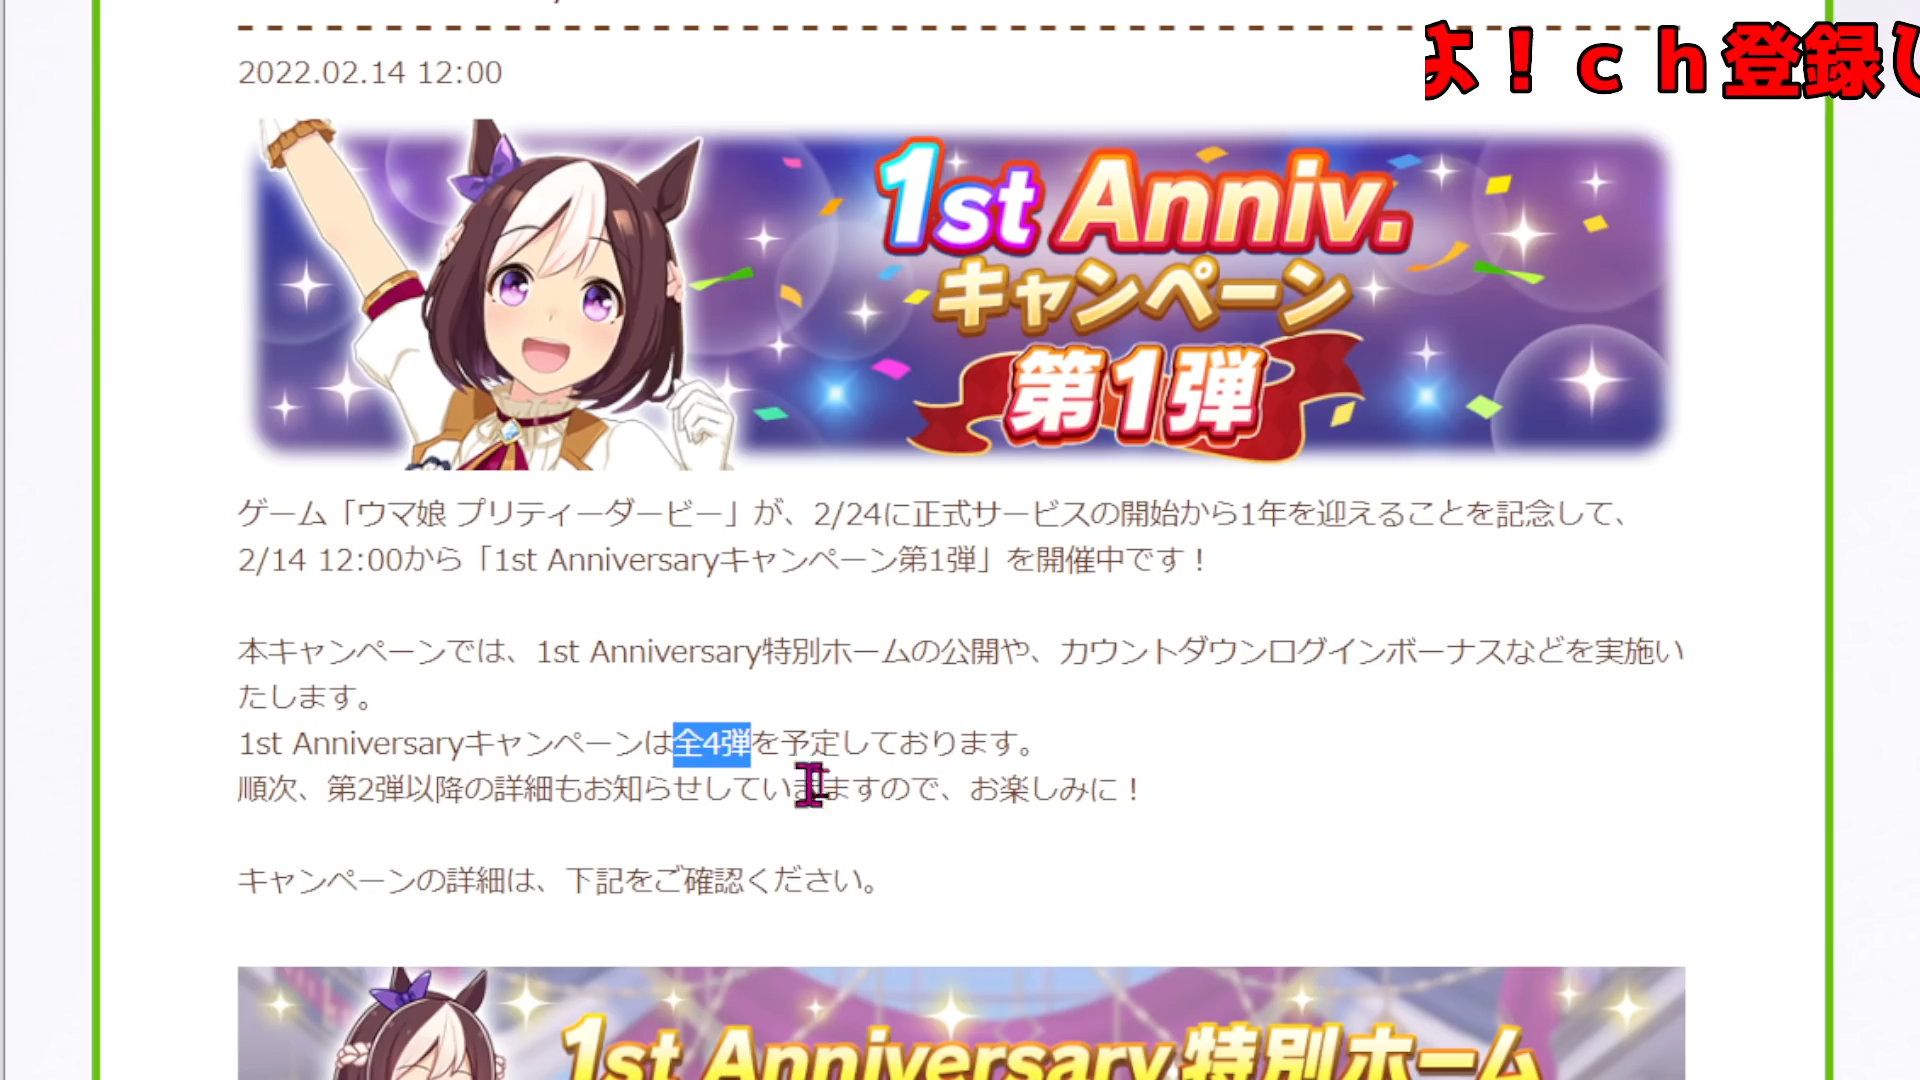 2022.02.14 12:00
よ！ｃｈ登録し
1st Anniv.
キャンペーン
第1弾
ゲーム「ウマ娘 プリティーダービー」が、2/24に正式サービスの開始から1年を迎えることを記念して、
2/14 12:00から「1st Anniversaryキャンペーン第1弾」を開催中です！
本キャンペーンでは、1st Anniversary特別ホームの公開や、カウントダウンログインボーナスなどを実施い
たします。
1st Anniversaryキャンペーンは全4弾を予定しております。
順次、第2弾以降の詳細もお知らせしていきますので、お楽しみに！
キャンペーンの詳細は、下記をご確認ください。
1st Anniversary 特別ホーム